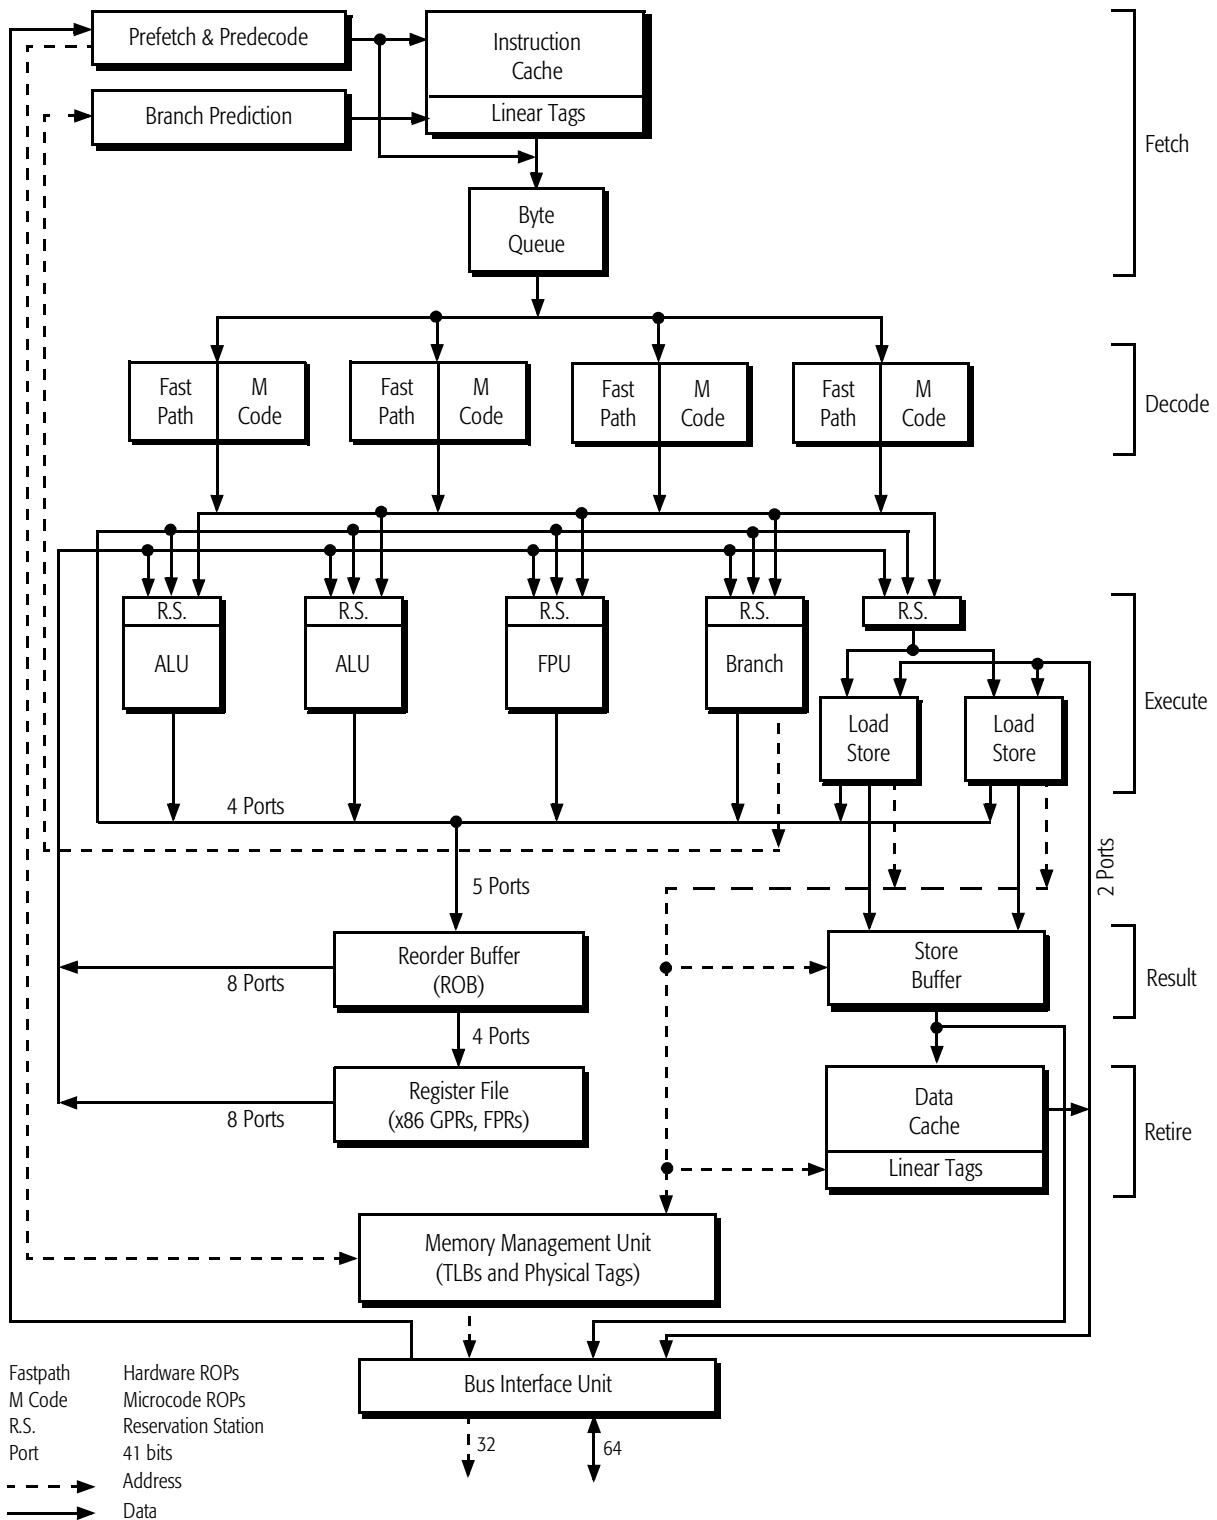 Prefetch & Predecode
Instruction
Cache
Linear Tags
Branch Prediction
Fetch
Byte
Queue
Fast
Path
M
Code
Fast
Path
M
Code
Fast
Path
M
Code
Fast
Path
M
Code
Decode
R.S.
ALU
R.S.
ALU
R.S.
FPU
R.S.
Branch
R.S.
Load
Store
Load
Store
Execute
4 Ports
2 Ports
5 Ports
Reorder Buffer
(ROB)
8 Ports
Store
Buffer
Result
4 Ports
Register File
(x86 GPRs, FPRs)
8 Ports
Data
Cache
Linear Tags
Retire
Memory Management Unit
(TLBs and Physical Tags)
Bus Interface Unit
32
64
Fastpath Hardware ROPs
M Code Microcode ROPs
R.S. Reservation Station
Port 41 bits
Address
Data